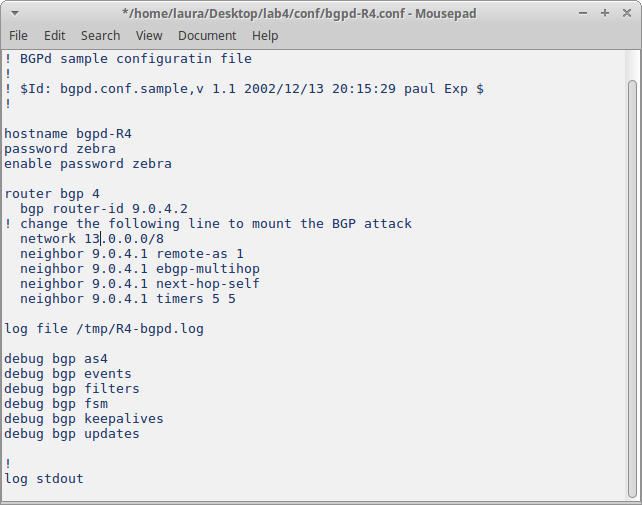 */home/laura/Desktop/lab4/conf/bgpd-R4.conf - Mousepad
File Edit Search View Document Help
! BGPd sample configuratin file
!
! $Id: bgpd.conf.sample,v 1.1 2002/12/13 20:15:29 paul Exp $
!
hostname bgpd-R4
password zebra
enable password zebra
router bgp 4
bgp router-id 9.0.4.2
! change the following line to mount the BGP attack
network 13.0.0.0/8
neighbor 9.0.4.1 remote-as 1
neighbor 9.0.4.1 ebgp-multihop
neighbor 9.0.4.1 next-hop-self
neighbor 9.0.4.1 timers 5 5
log file /tmp/R4-bgpd.log
debug bgp as4
debug bgp events
debug bgp filters
debug bgp fsm
debug bgp keepalives
debug bgp updates
!
log stdout